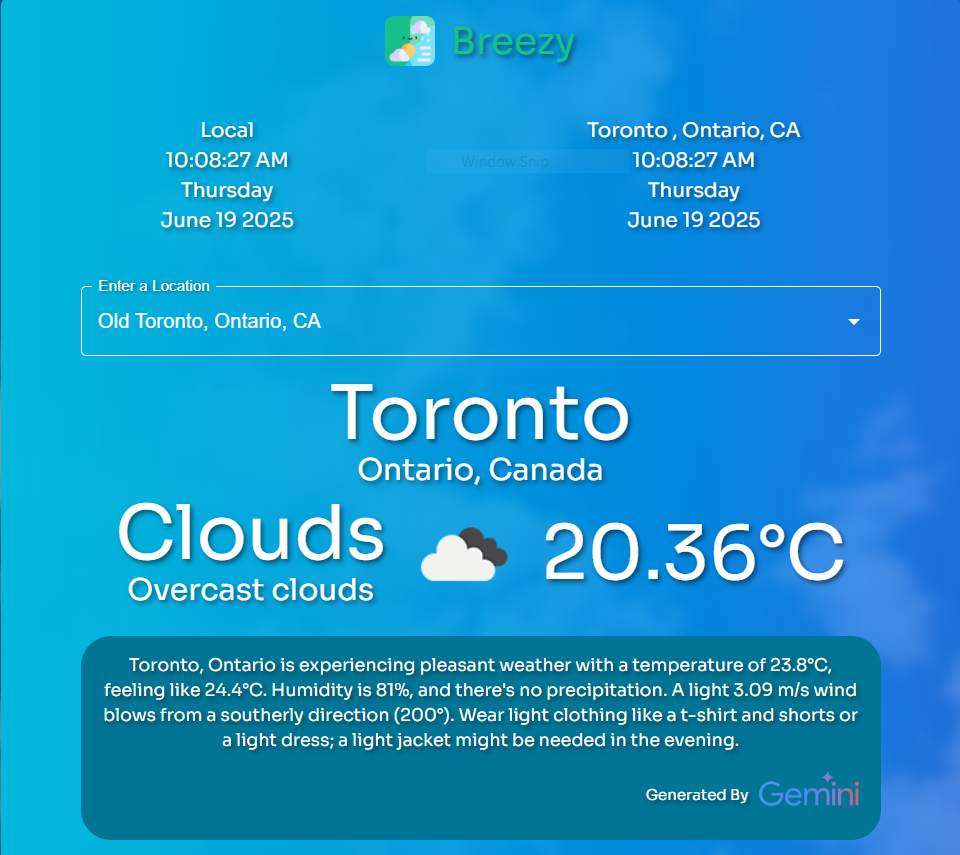 Breezy
Local
10:08:27 AM
Thursday
June 19 2025
Toronto , Ontario, CA
10:08:27 AM
Thursday
June 19 2025
Window Snip
Enter a Location
Old Toronto, Ontario, CA
Toronto
Ontario, Canada
Clouds
Overcast clouds
20.36°C
Toronto, Ontario is experiencing pleasant weather with a temperature of 23.8°C,
feeling like 24.4°C. Humidity is 81%, and there's no precipitation. A light 3.09 m/s wind
blows from a southerly direction (200°). Wear light clothing like a t-shirt and shorts or
a light dress; a light jacket might be needed in the evening.
Generated By Gemini